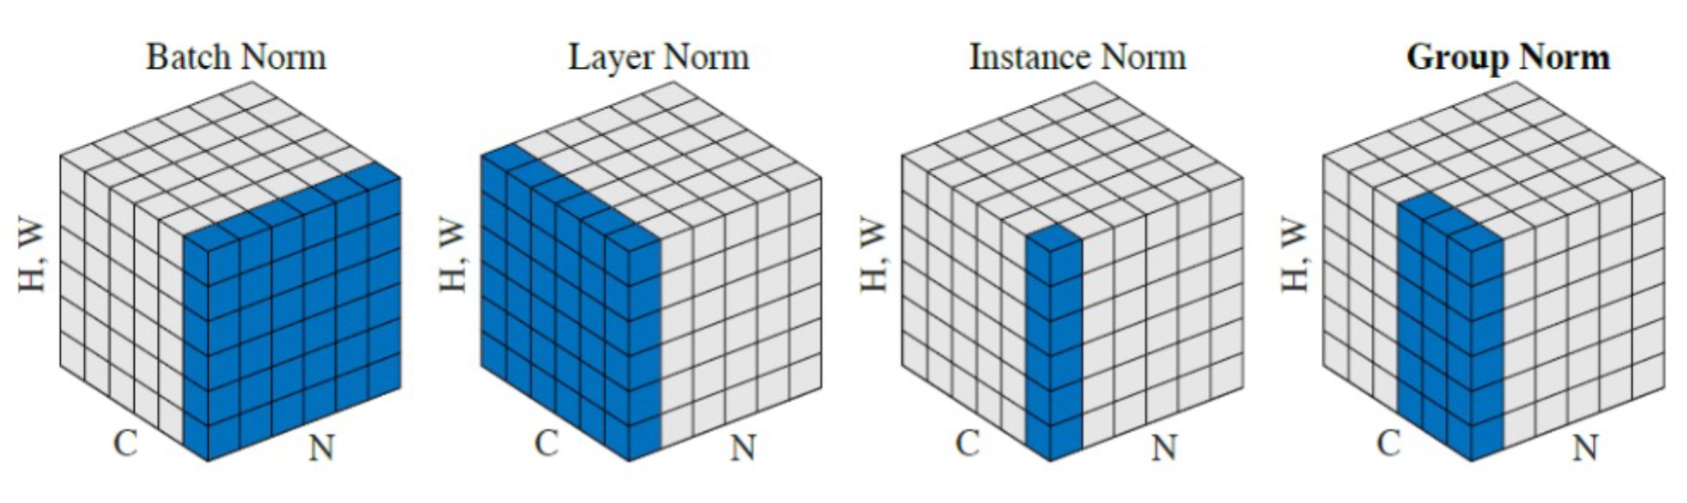 Batch Norm
Layer Norm
Instance Norm
Group Norm
H, W
C
N
H, W
C
N
H, W
C
N
H, W
C
N